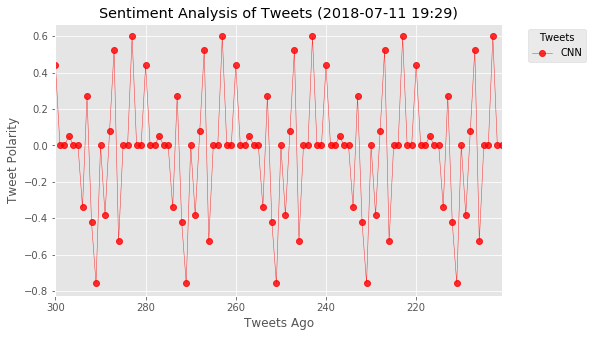 Sentiment Analysis of Tweets (2018-07-11 19:29)
Tweets
CNN
Tweet Polarity
0.6
0.4
0.2
0.0
−0.2
−0.4
−0.6
−0.8
300 280 260 240 220
Tweets Ago